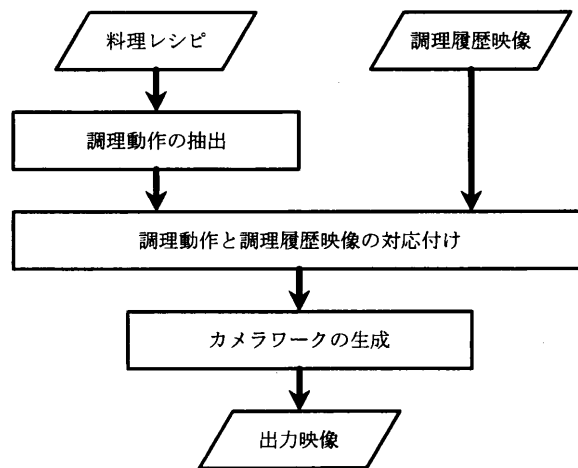 料理レシピ
調理履歴映像
調理動作の抽出
調理動作と調理履歴映像の対応付け
カメラワークの生成
出力映像